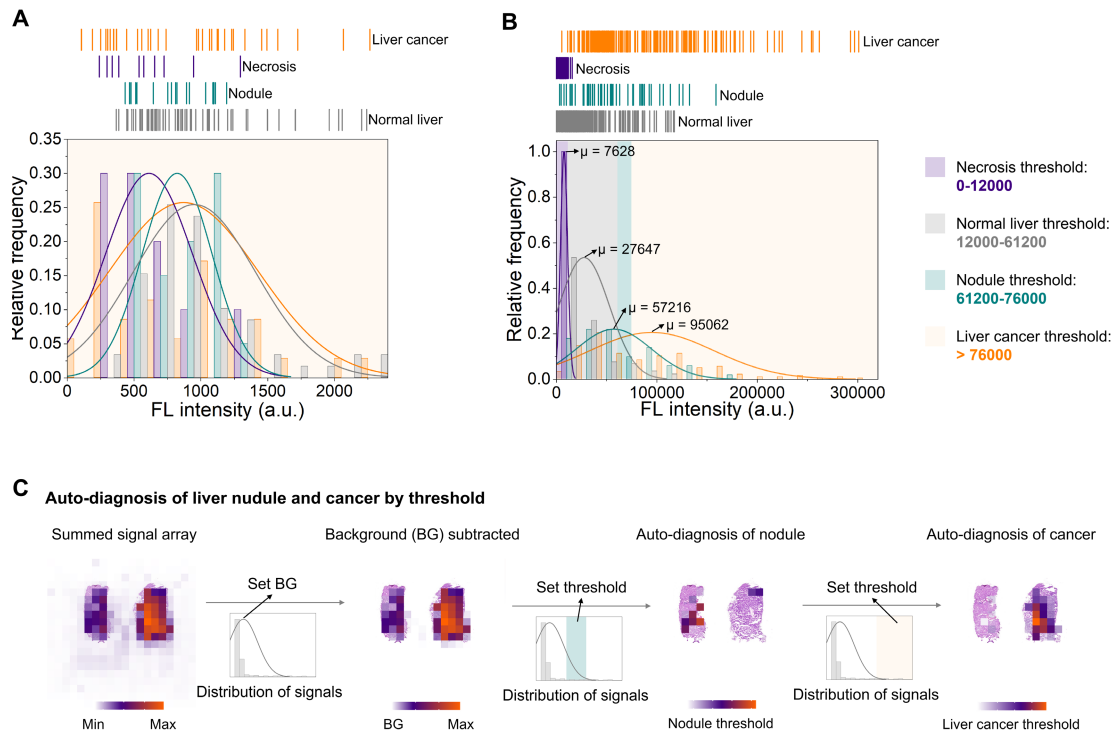 A
Liver cancer
Necrosis
Nodule
Normal liver
0.35
0.30
0.25
0.20
0.15
0.10
0.05
0.00
Relative frequency
0
500
1000
1500
2000
FL intensity (a.u.)
B
Liver cancer
Necrosis
Nodule
Normal liver
1.0
0.8
0.6
0.4
0.2
0.0
Relative frequency
μ = 7628
μ = 27647
μ = 57216
μ = 95062
0
100000
200000
300000
FL intensity (a.u.)
Necrosis threshold:
0-12000
Normal liver threshold:
12000-61200
Nodule threshold:
61200-76000
Liver cancer threshold:
> 76000
C
Auto-diagnosis of liver nudule and cancer by threshold
Summed signal array
Background (BG) subtracted
Auto-diagnosis of nodule
Auto-diagnosis of cancer
Set BG
Set threshold
Set threshold
Distribution of signals
Distribution of signals
Distribution of signals
Min
Max
BG
Max
Nodule threshold
Liver cancer threshold